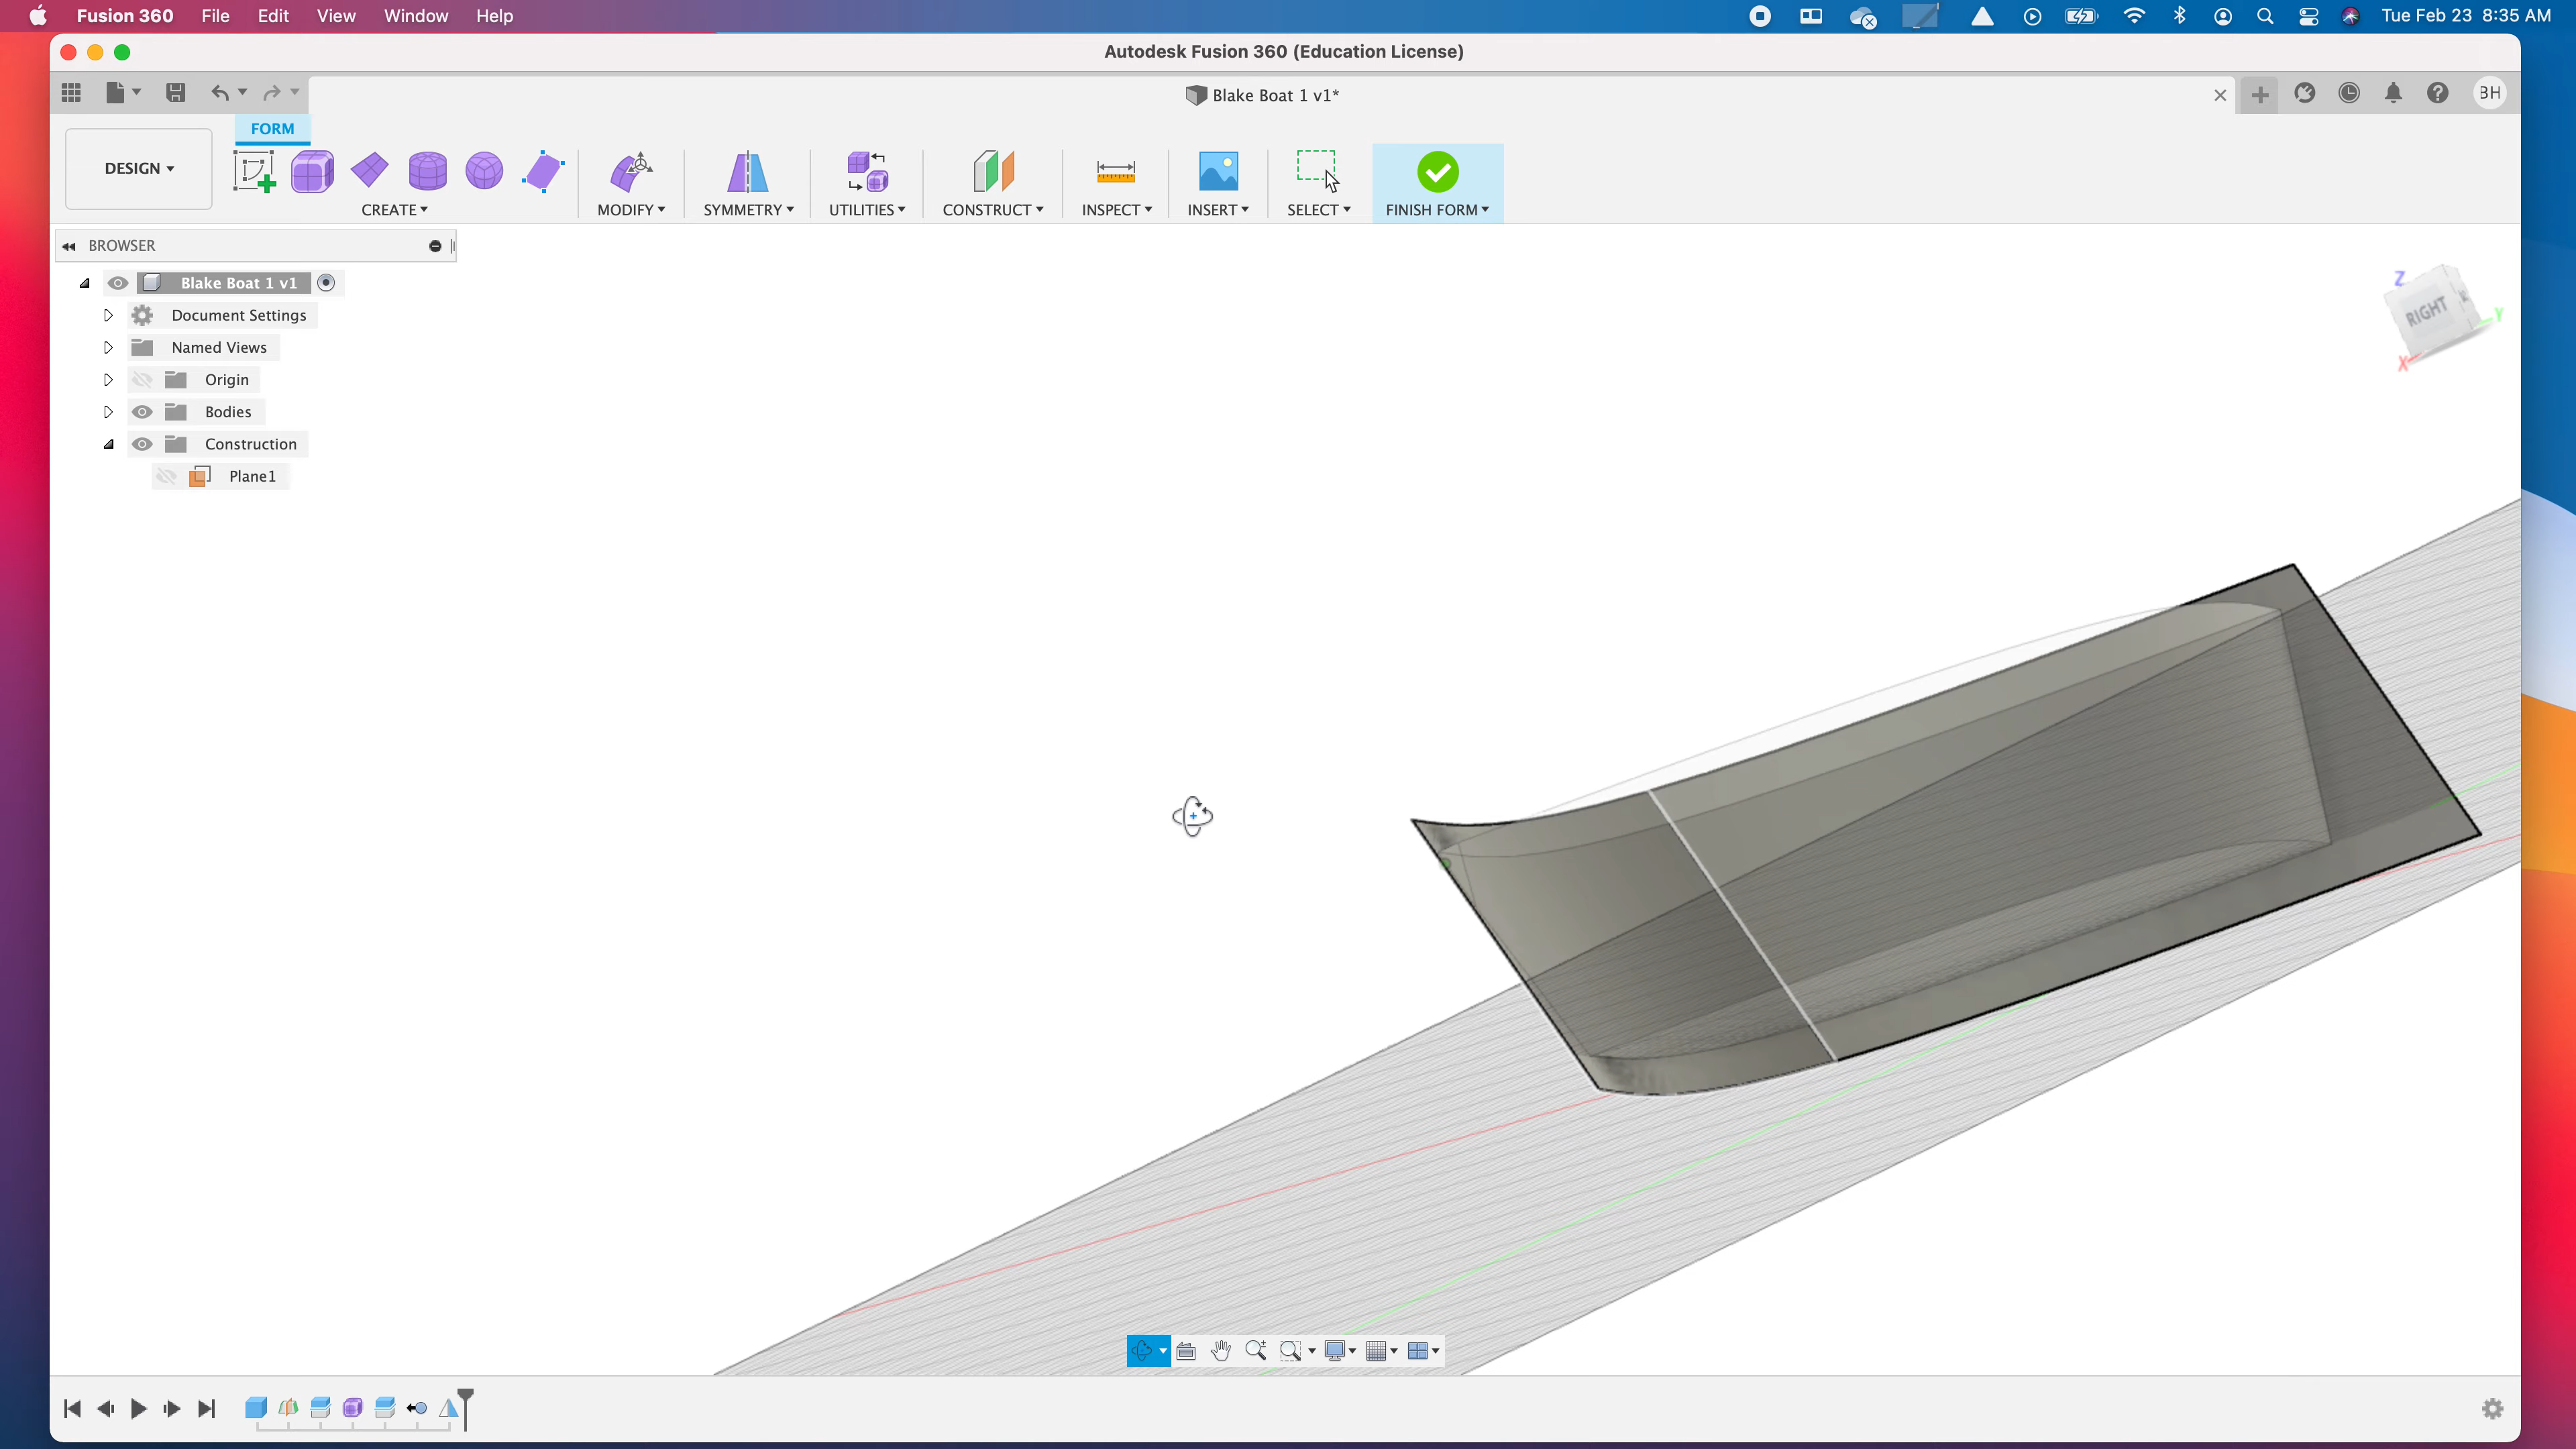 Fusion 360 File Edit View Window Help
Tue Feb 23 8:35 AM
Autodesk Fusion 360 (Education License)
Blake Boat 1 v1*
BH
FORM
DESIGN
CREATE
MODIFY
SYMMETRY
UTILITIES
CONSTRUCT
INSPECT
INSERT
SELECT
FINISH FORM
BROWSER
Blake Boat 1 v1
Document Settings
Named Views
Origin
Bodies
Construction
Plane1
Z
RIGHT
Y
X